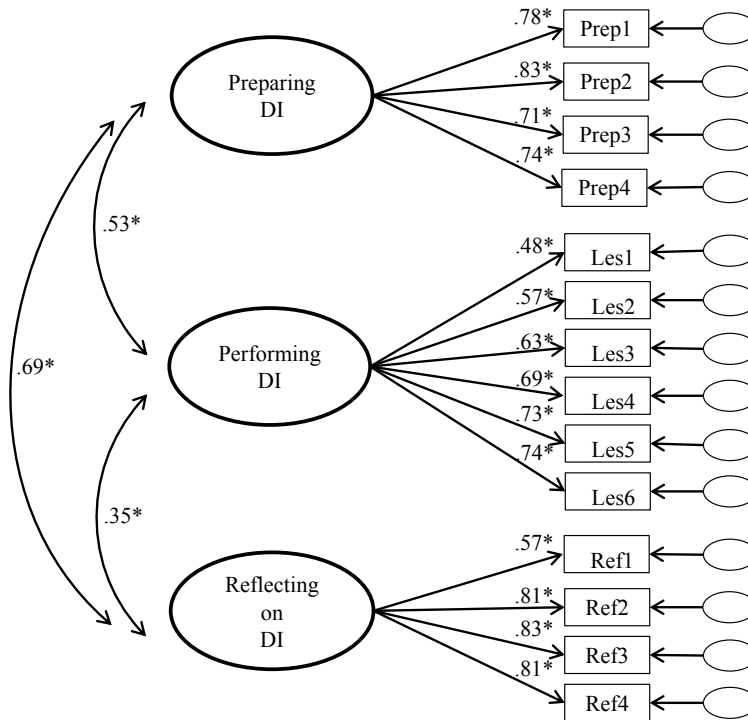 .78*
Prep1
Preparing
DI
.83*
Prep2
.71*
Prep3
.74*
Prep4
.53*
.48*
Les1
.57*
Les2
Performing
DI
.63*
Les3
.69*
.69*
Les4
.73*
Les5
.74*
Les6
.35*
.57*
Ref1
Reflecting
on
DI
.81*
Ref2
.83*
Ref3
.81*
Ref4